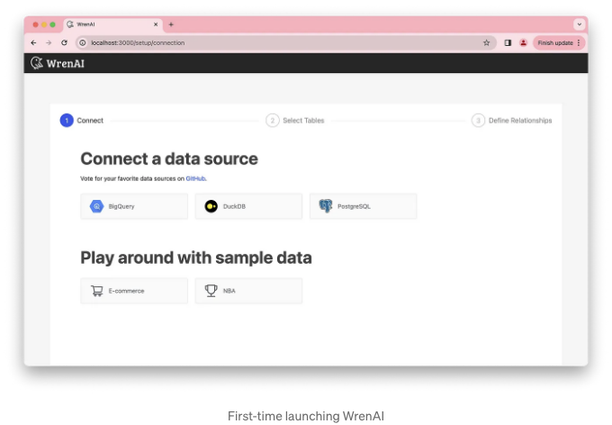 WrenAI
localhost:3000/setup/connection
Finish update
WrenAI
1 Connect
2 Select Tables
3 Define Relationships
Connect a data source
Vote for your favorite data sources on GitHub.
BigQuery
DuckDB
PostgreSQL
Play around with sample data
E-commerce
NBA
First-time launching WrenAI